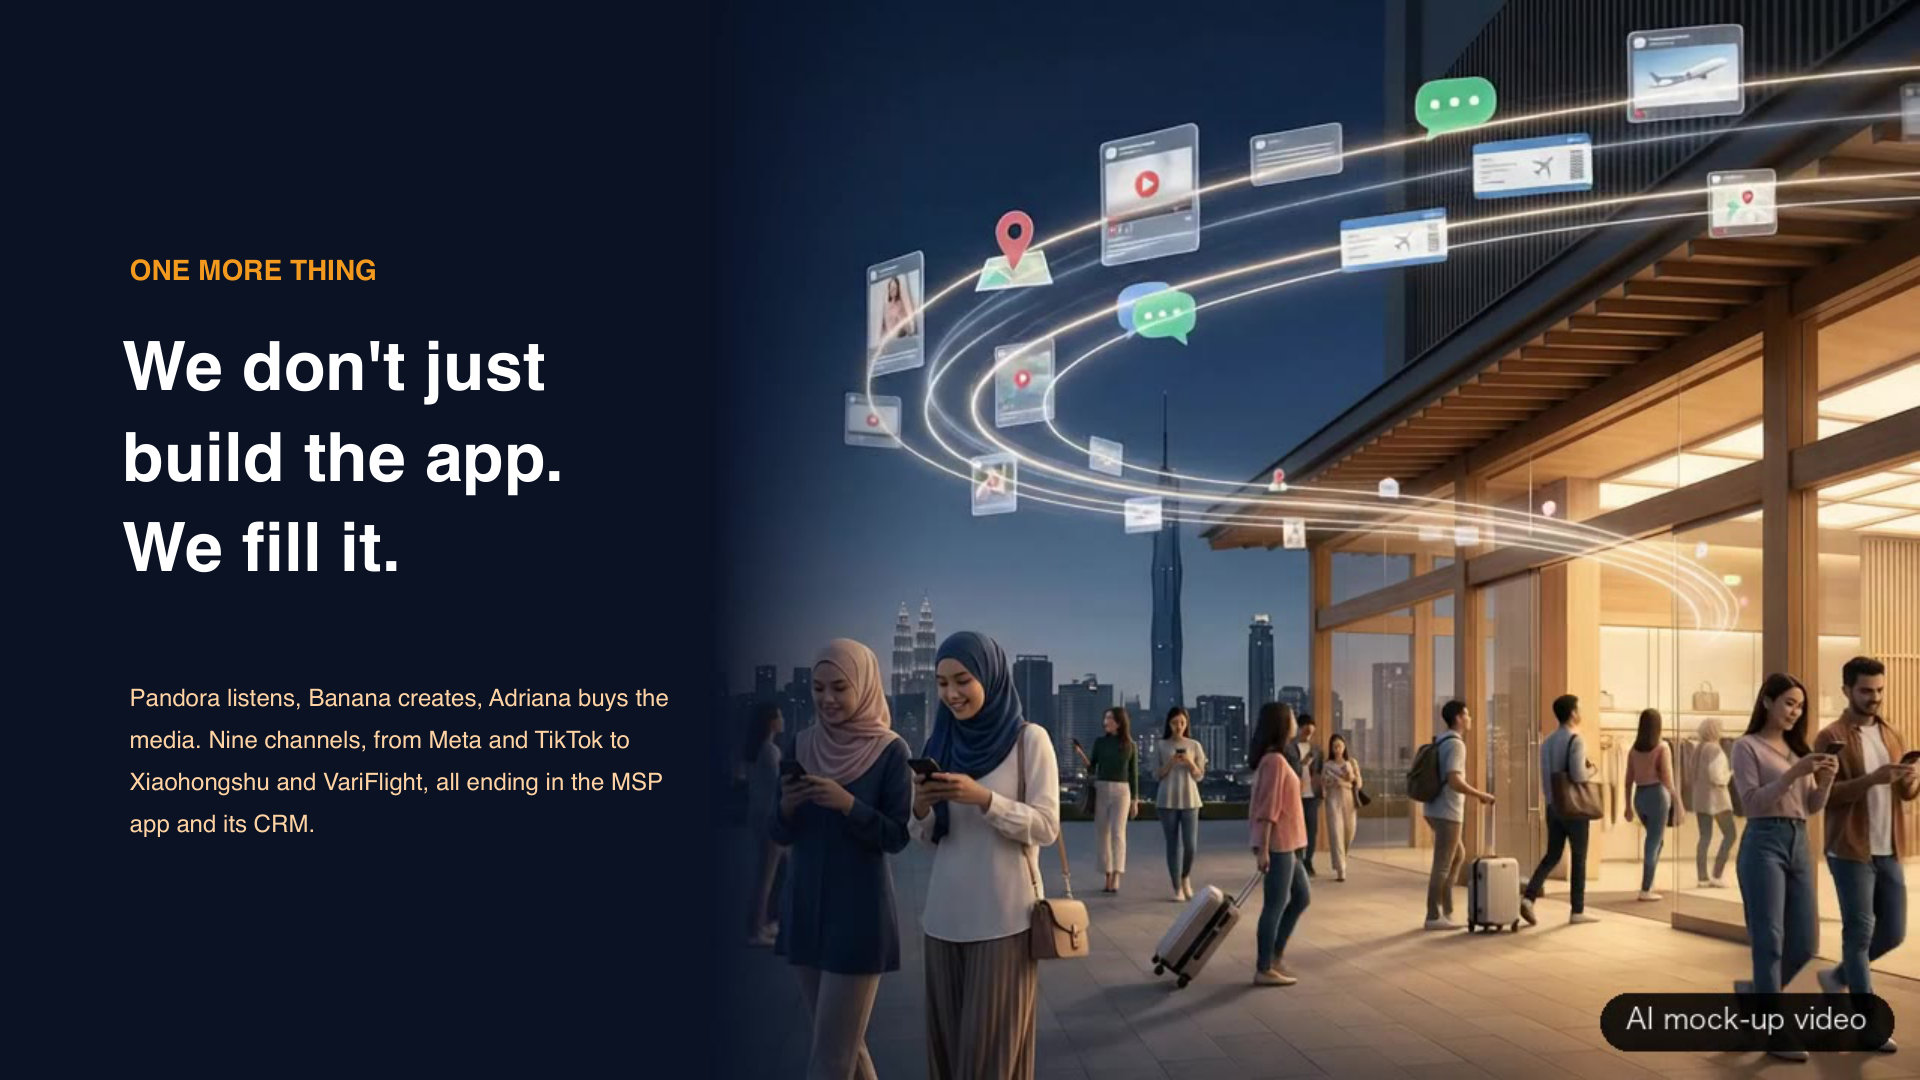 ONE MORE THING
We don't just
build the app.
We fill it.
Pandora listens, Banana creates, Adriana buys the
media. Nine channels, from Meta and TikTok to
Xiaohongshu and VariFlight, all ending in the MSP
app and its CRM.
AI mock-up video